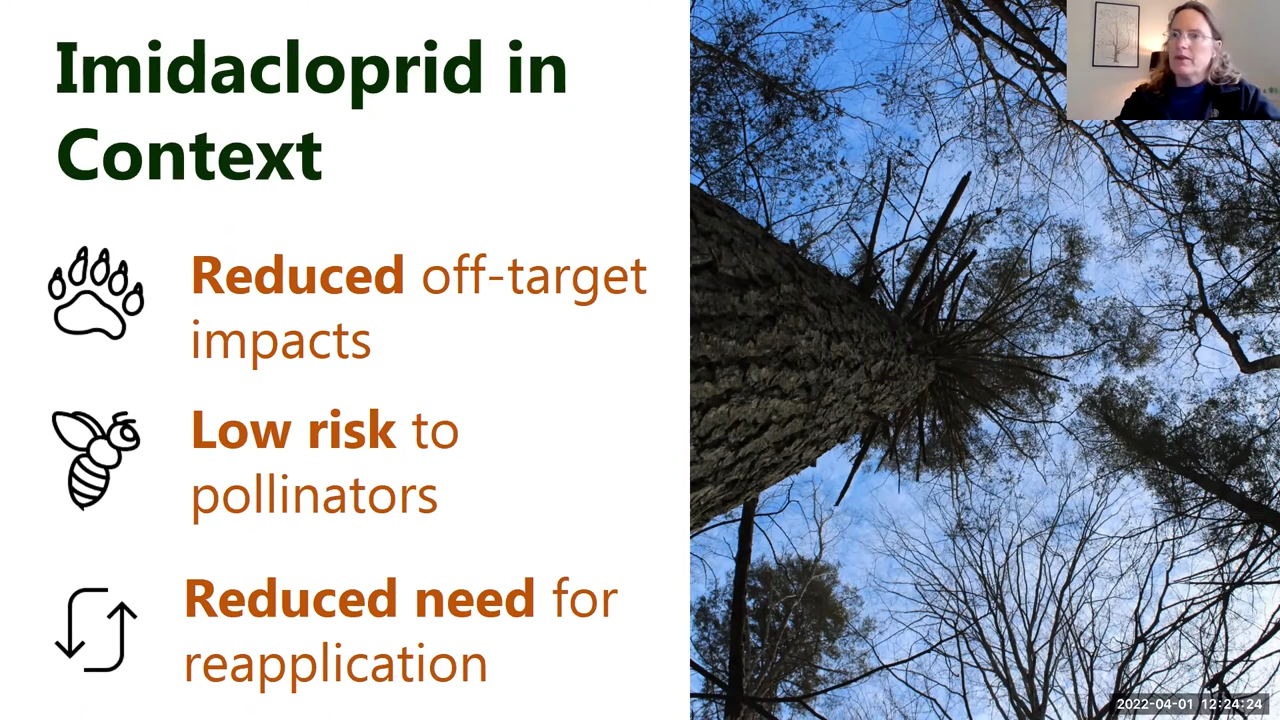 Imidacloprid in
Context
Reduced off-target
impacts
Low risk to
pollinators
Reduced need for
reapplication
2022-04-01 12:24:24